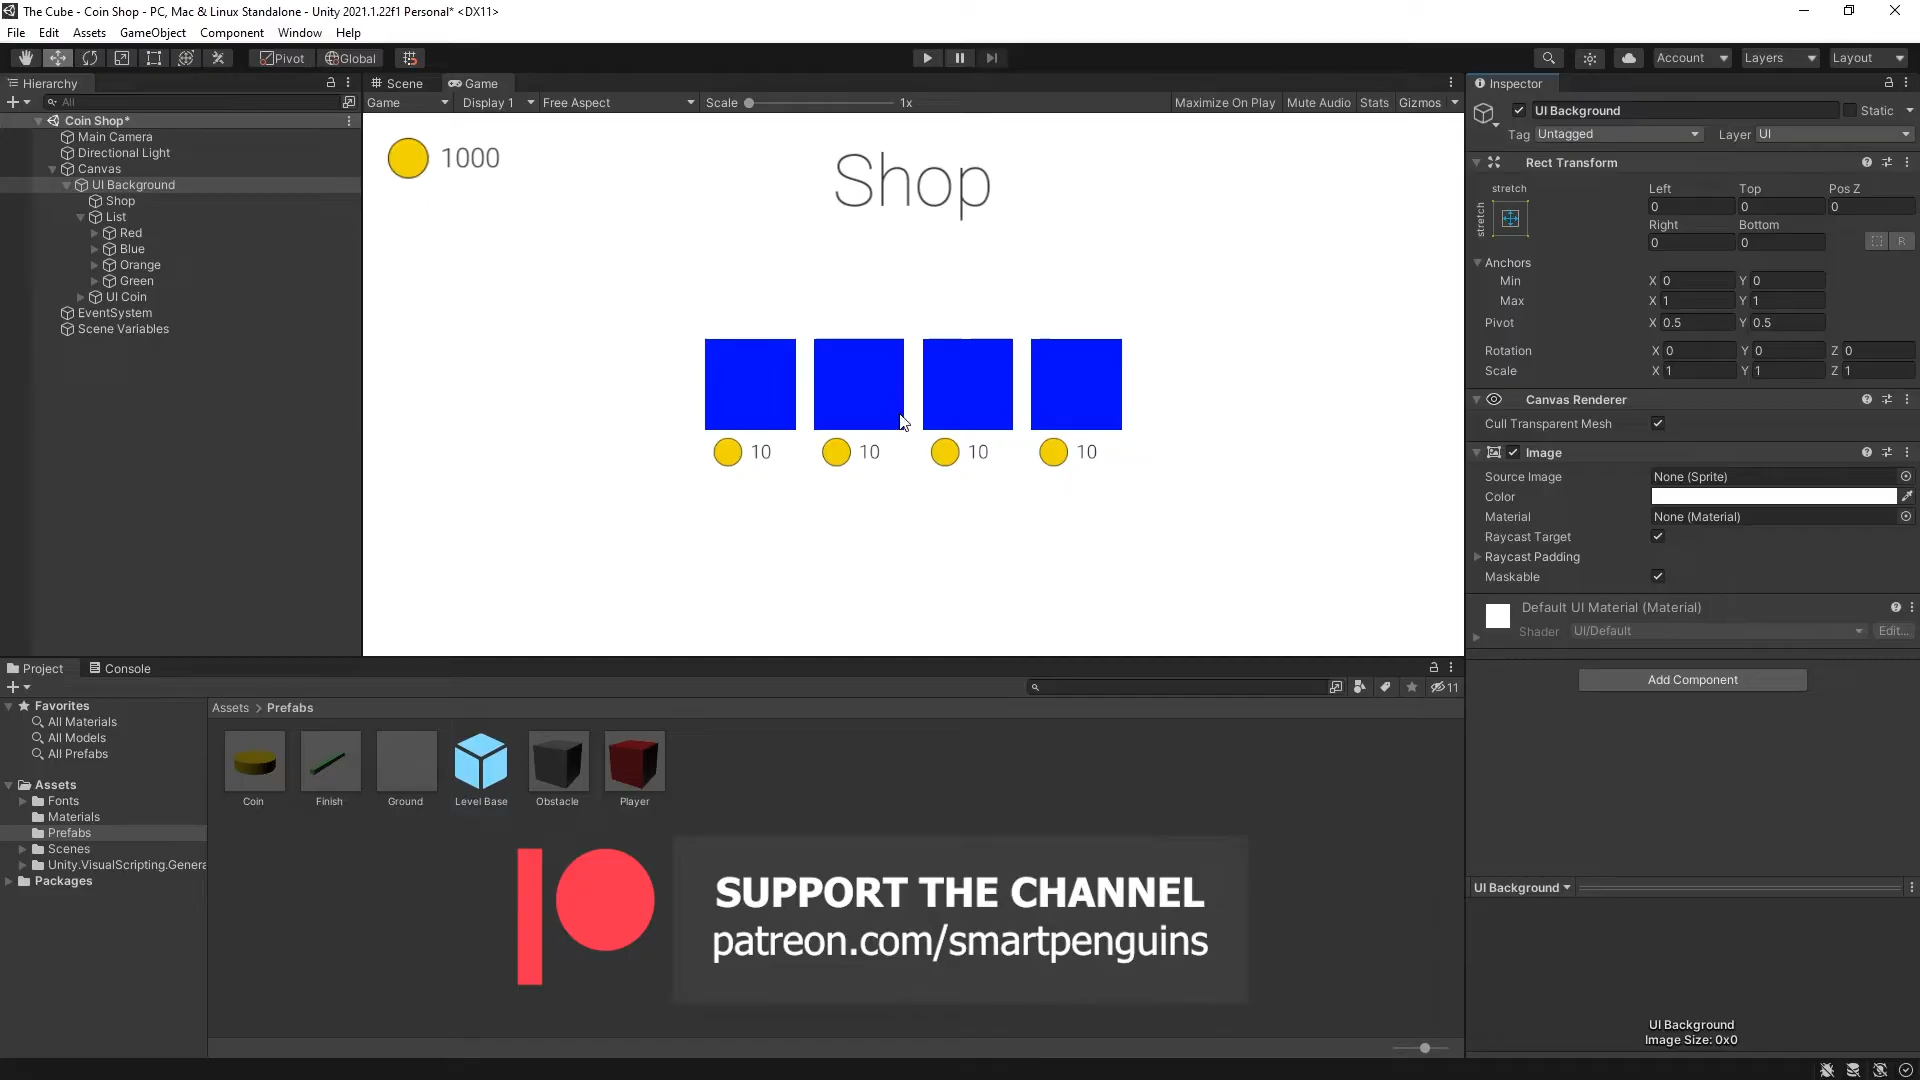 The Cube - Coin Shop - PC, Mac & Linux Standalone - Unity 2021.1.22f1 Personal* <DX11>
File Edit Assets GameObject Component Window Help
Pivot Global Account Layers Layout
Hierarchy
All
Coin Shop*
Main Camera
Directional Light
Canvas
UI Background
Shop
List
Red
Blue
Orange
Green
UI Coin
EventSystem
Scene Variables
Scene Game
Game Display 1 Free Aspect Scale 1x Maximize On Play Mute Audio Stats Gizmos
1000
Shop
10 10 10 10
Inspector
UI Background Static
Tag Untagged Layer UI
Rect Transform
stretch
stretch
Left Top Pos Z
0 0 0
Right Bottom
0 0
R
Anchors
Min X 0 Y 0
Max X 1 Y 1
Pivot X 0.5 Y 0.5
Rotation X 0 Y 0 Z 0
Scale X 1 Y 1 Z 1
Canvas Renderer
Cull Transparent Mesh
Image
Source Image None (Sprite)
Color
Material None (Material)
Raycast Target
Raycast Padding
Maskable
Default UI Material (Material)
Shader UI/Default Edit...
Add Component
UI Background
UI Background
Image Size: 0x0
Project Console
11
Favorites
All Materials
All Models
All Prefabs
Assets
Fonts
Materials
Prefabs
Scenes
Unity.VisualScripting.Genera
Packages
Assets > Prefabs
Coin Finish Ground Level Base Obstacle Player
SUPPORT THE CHANNEL
patreon.com/smartpenguins